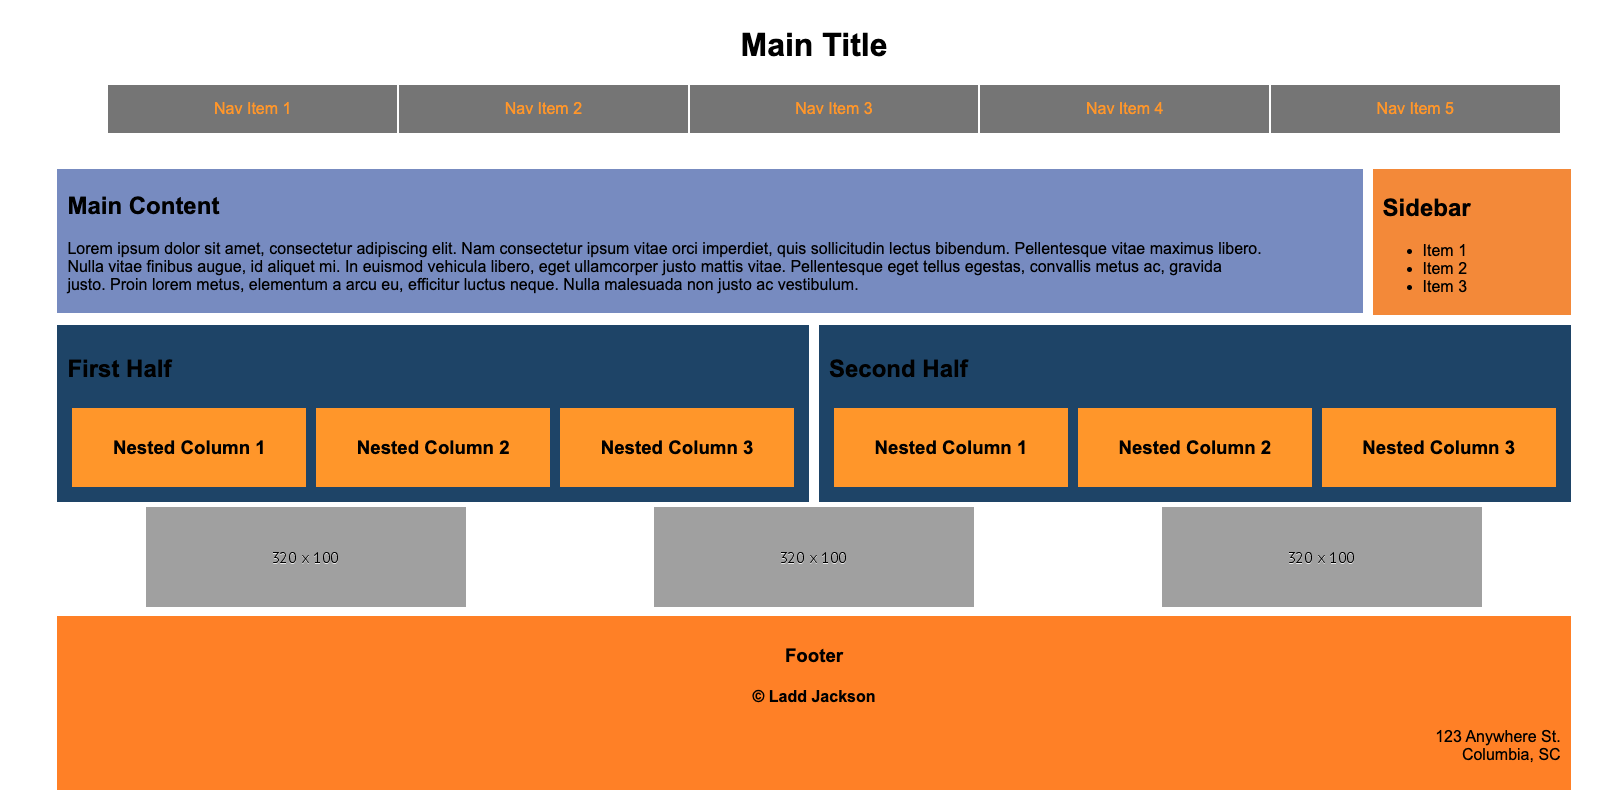 Main Title
Nav Item 1
Nav Item 2
Nav Item 3
Nav Item 4
Nav Item 5
Main Content
Lorem ipsum dolor sit amet, consectetur adipiscing elit. Nam consectetur ipsum vitae orci imperdiet, quis sollicitudin lectus bibendum. Pellentesque vitae maximus libero.
Nulla vitae finibus augue, id aliquet mi. In euismod vehicula libero, eget ullamcorper justo mattis vitae. Pellentesque eget tellus egestas, convallis metus ac, gravida
justo. Proin lorem metus, elementum a arcu eu, efficitur luctus neque. Nulla malesuada non justo ac vestibulum.
Sidebar
• Item 1
• Item 2
• Item 3
First Half
Nested Column 1
Nested Column 2
Nested Column 3
Second Half
Nested Column 1
Nested Column 2
Nested Column 3
320 x 100
320 x 100
320 x 100
Footer
© Ladd Jackson
123 Anywhere St.
Columbia, SC